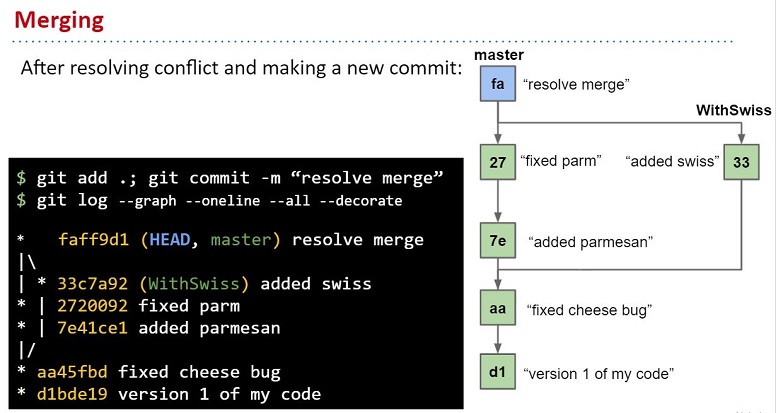 Merging
After resolving conflict and making a new commit:
$ git add .; git commit -m “resolve merge”
$ git log --graph --oneline --all --decorate
*    faff9d1 (HEAD, master) resolve merge
|\
| * 33c7a92 (WithSwiss) added swiss
* | 2720092 fixed parm
* | 7e41ce1 added parmesan
|/
* aa45fbd fixed cheese bug
* d1bde19 version 1 of my code
master
fa “resolve merge”
WithSwiss
27 “fixed parm” “added swiss” 33
7e “added parmesan”
aa “fixed cheese bug”
d1 “version 1 of my code”